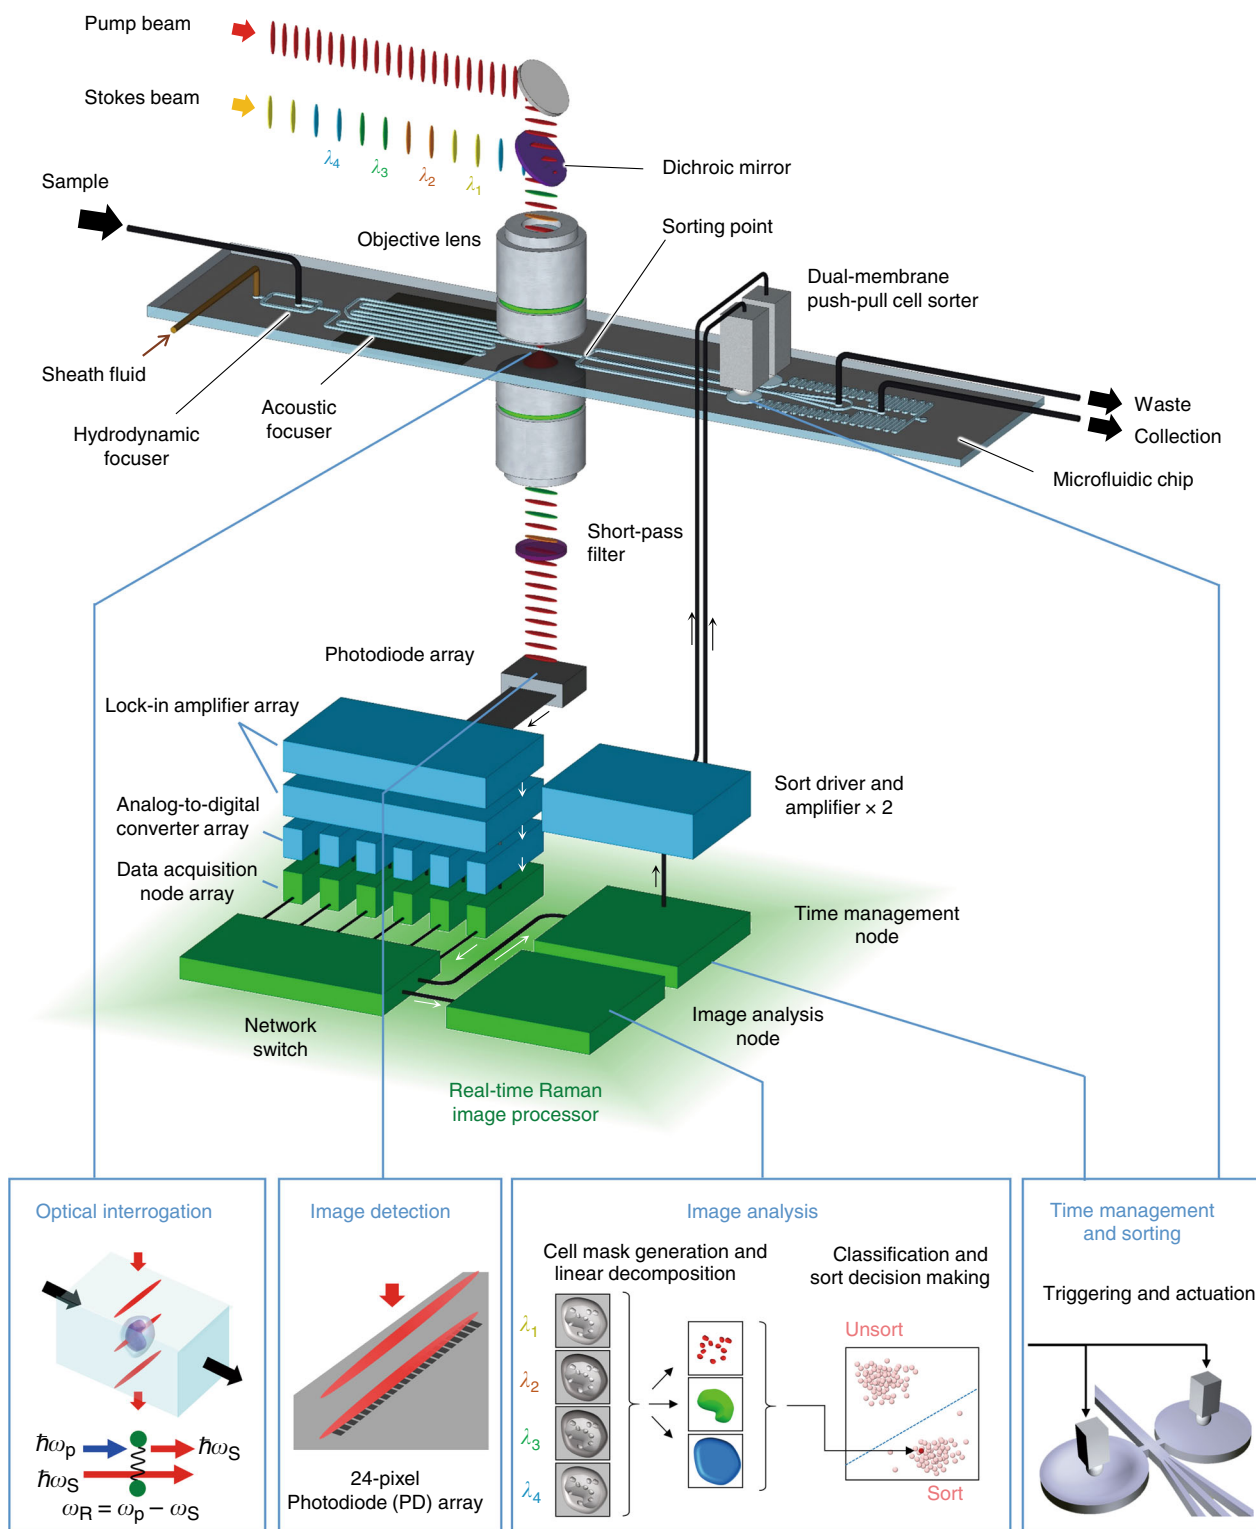 Pump beam
Stokes beam
λ4
λ3
λ2
λ1
Dichroic mirror
Sample
Objective lens
Sorting point
Dual-membrane
push-pull cell sorter
Sheath fluid
Hydrodynamic
focuser
Acoustic
focuser
Waste
Collection
Microfluidic chip
Short-pass
filter
Photodiode array
Lock-in amplifier array
Analog-to-digital
converter array
Data acquisition
node array
Sort driver and
amplifier × 2
Time management
node
Image analysis
node
Network
switch
Real-time Raman
image processor
Optical interrogation
ħωp
ħωS
ħωS
ωR = ωp − ωS
Image detection
24-pixel
Photodiode (PD) array
Image analysis
Cell mask generation and
linear decomposition
λ1
λ2
λ3
λ4
Classification and
sort decision making
Unsort
Sort
Time management
and sorting
Triggering and actuation